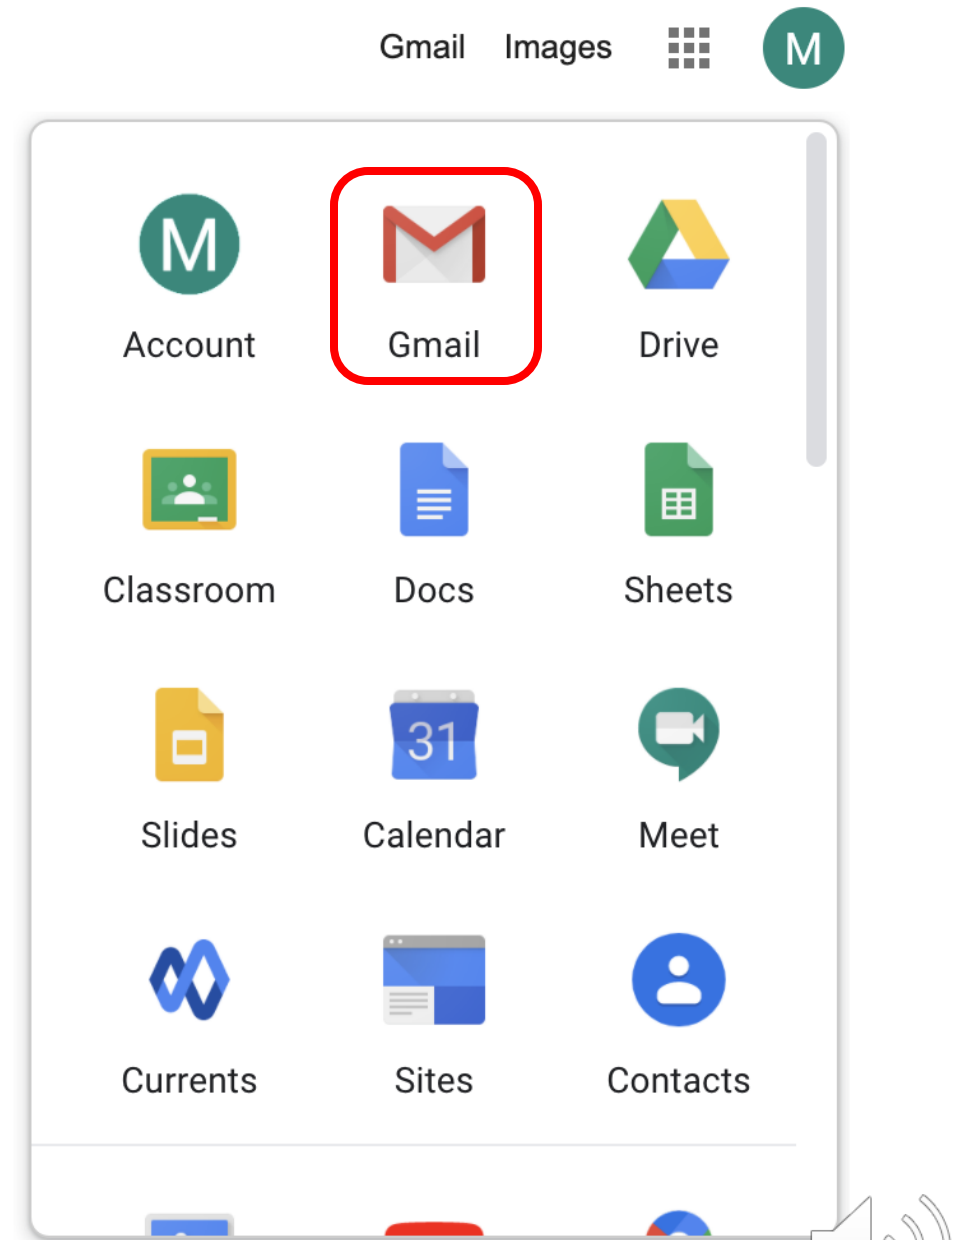 Gmail Images M
M
Account Gmail Drive
Classroom Docs Sheets
31
Slides Calendar Meet
Currents Sites Contacts